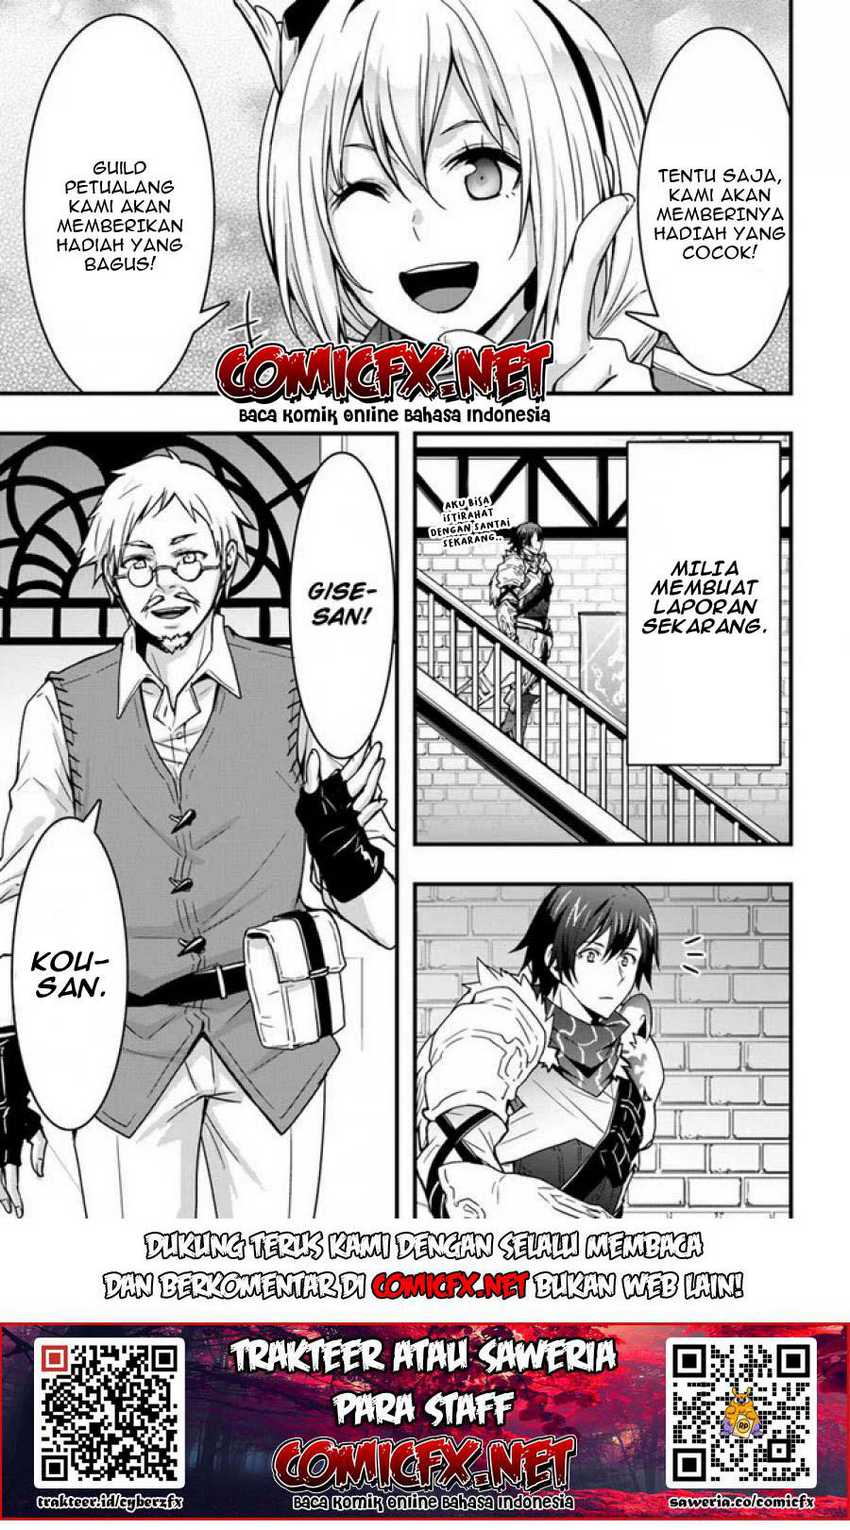 TENTU SAJA,
KAMI AKAN
MEMBERINYA
HADIAH YANG
COCOK!
GUILD
PETUALANG
KAMI AKAN
MEMBERIKAN
HADIAH YANG
BAGUS!
COMICFX.NET
BACA KOMIK ONLINE BAHASA INDONESIA
MILIA
MEMBUAT
LAPORAN
SEKARANG.
AKU BISA
ISTIRAHAT
DENGAN SANTAI
SEKARANG..
GISE-
SAN!
KOU-
SAN.
DUKUNG TERUS KAMI DENGAN SELALU MEMBACA
DAN BERKOMENTAR DI COMICFX.NET BUKAN WEB LAIN!
TRAKTEER ATAU SAWERIA
PARA STAFF
COMICFX.NET
BACA KOMIK ONLINE BAHASA INDONESIA
trakteer.id/cyberzfx
RP
saweria.co/comicfx